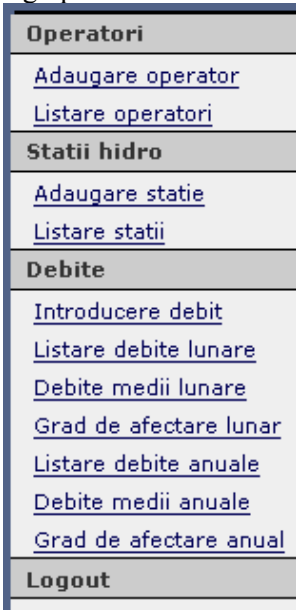 Operatori
Adaugare operator
Listare operatori
Statii hidro
Adaugare statie
Listare statii
Debite
Introducere debit
Listare debite lunare
Debite medii lunare
Grad de afectare lunar
Listare debite anuale
Debite medii anuale
Grad de afectare anual
Logout